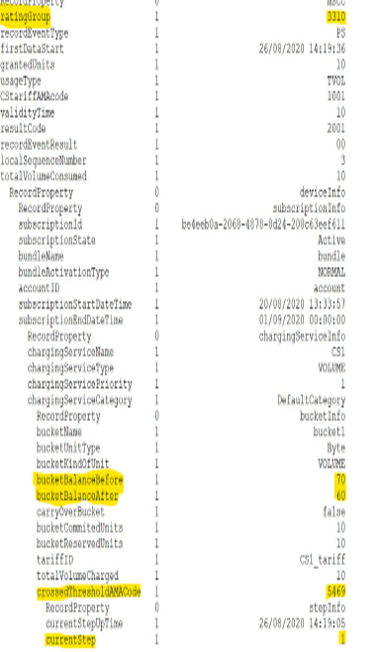 RecordProperty 0 MSCC
ratingGroup 1 3310
recordEventType 1 PS
firstDataStart 1 26/08/2020 14:19:36
grantedUnits 1 10
usageType 1 TVOL
CStariffAMAcode 1 1001
validityTime 1 10
resultCode 1 2001
recordEventResult 1 00
localSequenceNumber 1 3
totalVolumeConsumed 1 10
RecordProperty 0 deviceInfo
RecordProperty 0 subscriptionInfo
subscriptionId 1 be4eeb0a-2068-4878-8d24-200c63eef611
subscriptionState 1 Active
bundleName 1 bundle
bundleActivationType 1 NORMAL
accountID 1 account
subscriptionStartDateTime 1 20/08/2020 13:33:57
subscriptionEndDateTime 1 01/09/2020 00:00:00
RecordProperty 0 chargingServiceInfo
chargingServiceName 1 CS1
chargingServiceType 1 VOLUME
chargingServicePriority 1 1
chargingServiceCategory 1 DefaultCategory
RecordProperty 0 bucketInfo
bucketName 1 bucket1
bucketUnitType 1 Byte
bucketKindOfUnit 1 VOLUME
bucketBalanceBefore 1 70
bucketBalanceAfter 1 60
carryOverBucket 1 false
bucketCommitedUnits 1 10
bucketReservedUnits 1 10
tariffID 1 CS1_tariff
totalVolumeCharged 1 10
crossedThresholdAMACode 1 5469
RecordProperty 0 stepInfo
currentStepUpTime 1 26/08/2020 14:19:05
currentStep 1 1